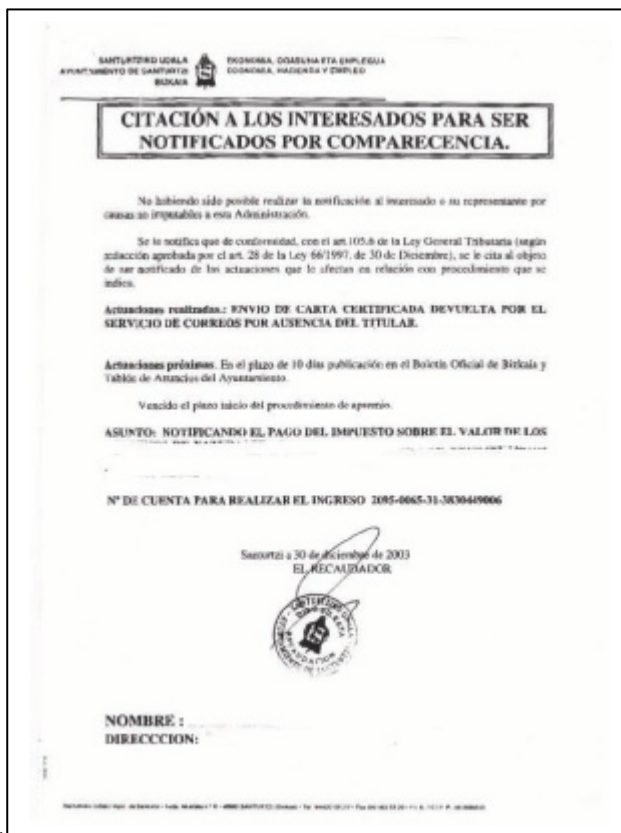 SANTURTZIKO UDALA
AYUNTAMIENTO DE SANTURTZI
BIZKAIA
EKONOMIA, OGASUNA ETA ENPLEGUA
ECONOMIA, HACIENDA Y EMPLEO
CITACIÓN A LOS INTERESADOS PARA SER
NOTIFICADOS POR COMPARECENCIA.
No habiendo sido posible realizar la notificación al interesado o su representante por
causas no imputables a esta Administración.
Se le notifica que de conformidad, con el art.105.6 de la Ley General Tributaria (según
redacción aprobada por el art. 28 de la Ley 66/1997, de 30 de Diciembre), se le cita al objeto
de ser notificado de las actuaciones que le afectan en relación con procedimiento que se
indica.
Actuaciones realizadas.: ENVIO DE CARTA CERTIFICADA DEVUELTA POR EL
SERVICIO DE CORREOS POR AUSENCIA DEL TITULAR.
Actuaciones próximas. En el plazo de 10 días publicación en el Boletín Oficial de Bizkaia y
Tablón de Anuncios del Ayuntamiento.
Vencido el plazo inicio del procedimiento de apremio.
ASUNTO: NOTIFICANDO EL PAGO DEL IMPUESTO SOBRE EL VALOR DE LOS
Nº DE CUENTA PARA REALIZAR EL INGRESO 2095-0065-31-3830449006
Santurtzi a 30 de diciembre de 2003
EL RECAUDADOR
RECAUDACION
NOMBRE :
DIRECCCION: